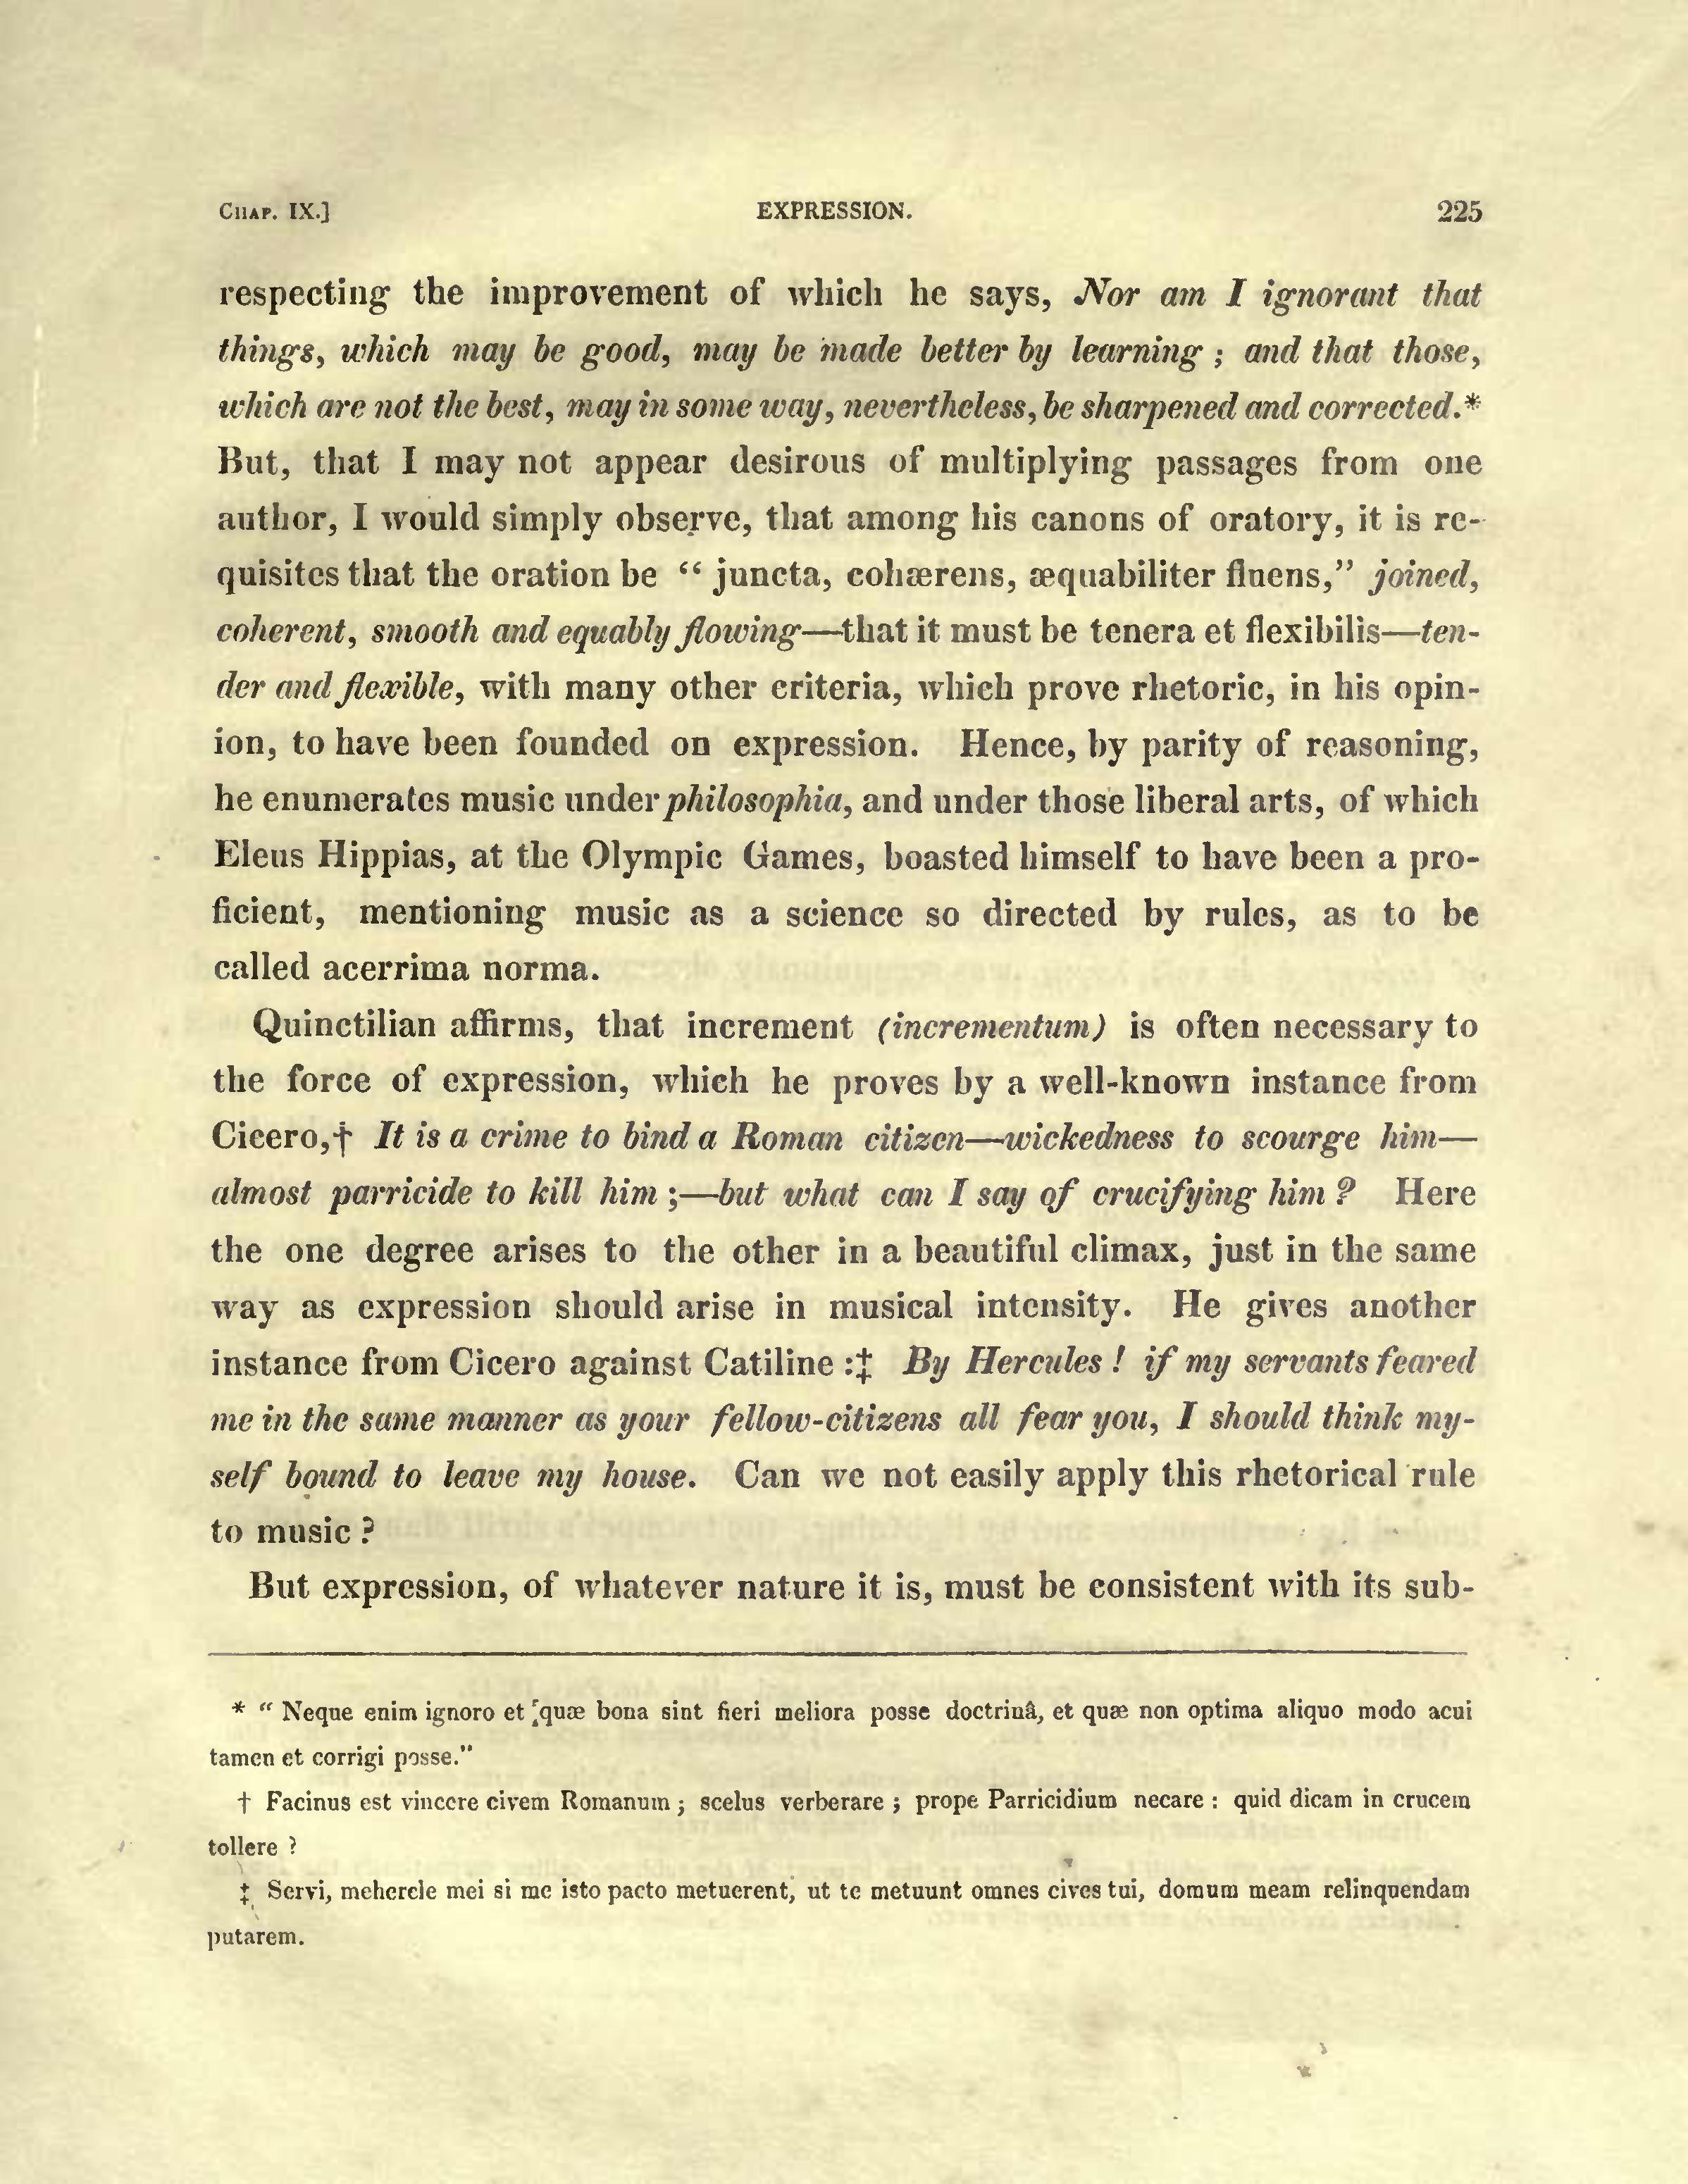 CHAP. IX.] EXPRESSION. 225
respecting the improvement of which he says, Nor am I ignorant that
things, which may be good, may be made better by learning ; and that those,
which are not the best, may in some way, nevertheless, be sharpened and corrected.*
But, that I may not appear desirous of multiplying passages from one
author, I would simply observe, that among his canons of oratory, it is re-
quisites that the oration be “ juncta, cohærens, æquabiliter fluens,” joined,
coherent, smooth and equably flowing—that it must be tenera et flexibilis—ten-
der and flexible, with many other criteria, which prove rhetoric, in his opin-
ion, to have been founded on expression. Hence, by parity of reasoning,
he enumerates music under philosophia, and under those liberal arts, of which
Eleus Hippias, at the Olympic Games, boasted himself to have been a pro-
ficient, mentioning music as a science so directed by rules, as to be
called acerrima norma.
Quinctilian affirms, that increment (incrementum) is often necessary to
the force of expression, which he proves by a well-known instance from
Cicero,† It is a crime to bind a Roman citizen—wickedness to scourge him—
almost parricide to kill him ;—but what can I say of crucifying him ? Here
the one degree arises to the other in a beautiful climax, just in the same
way as expression should arise in musical intensity. He gives another
instance from Cicero against Catiline :‡ By Hercules ! if my servants feared
me in the same manner as your fellow-citizens all fear you, I should think my-
self bound to leave my house. Can we not easily apply this rhetorical rule
to music ?
But expression, of whatever nature it is, must be consistent with its sub-
* “ Neque enim ignoro et quæ bona sint fieri meliora posse doctrinâ, et quæ non optima aliquo modo acui
tamen et corrigi posse.”
† Facinus est vincere civem Romanum ; scelus verberare ; prope Parricidium necare : quid dicam in crucem
tollere ?
‡ Servi, mehercle mei si me isto pacto metuerent, ut te metuunt omnes cives tui, domum meam relinquendam
putarem.